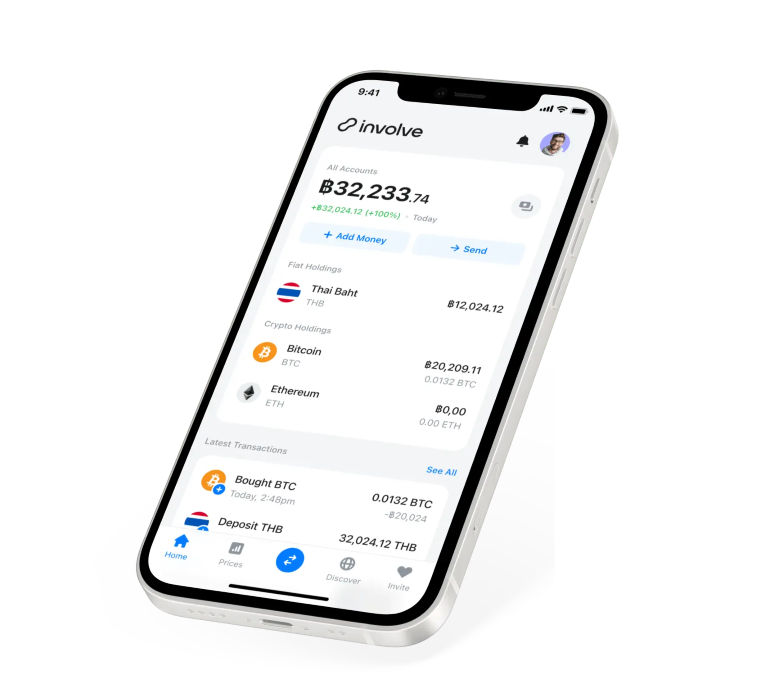 9:41
involve
All Accounts
฿32,233.74
+฿32,024.12 (+100%) · Today
+ Add Money
→ Send
Fiat Holdings
Thai Baht
฿12,024.12
THB
Crypto Holdings
Bitcoin
฿20,209.11
BTC
0.0132 BTC
Ethereum
฿0,00
ETH
0.00 ETH
Latest Transactions
See All
Bought BTC
0.0132 BTC
Today, 2:48pm
-฿20,024
Deposit THB
32,024.12 THB
Home
Prices
Discover
Invite